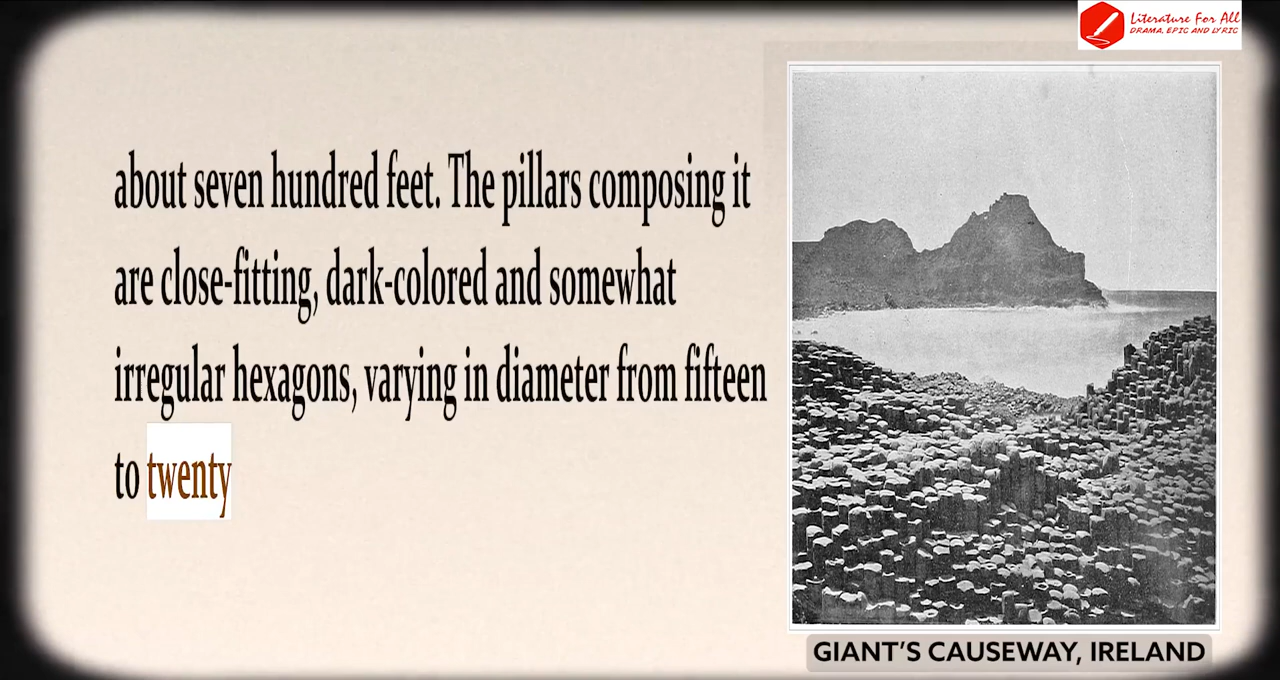 Literature For All
DRAMA, EPIC AND LYRIC
about seven hundred feet. The pillars composing it
are close-fitting, dark-colored and somewhat
irregular hexagons, varying in diameter from fifteen
to twenty
GIANT'S CAUSEWAY, IRELAND